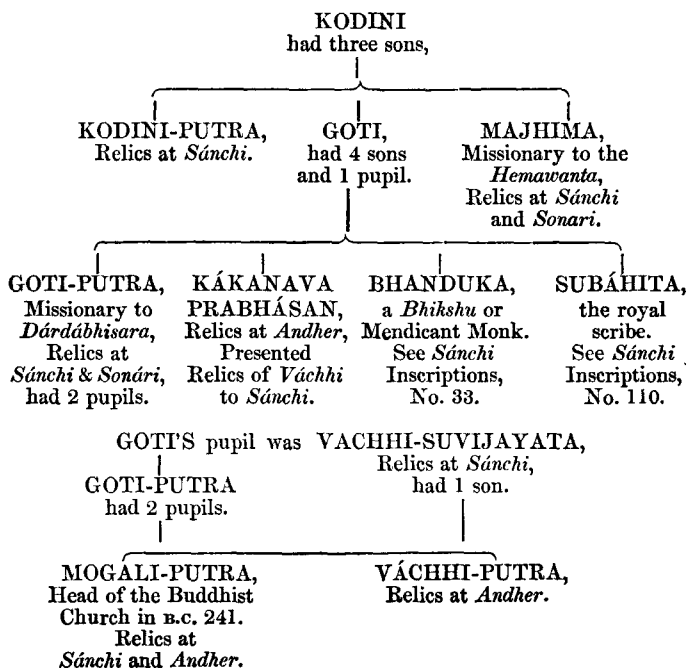 KODINI
had three sons,
KODINI-PUTRA,
Relics at Sánchi.
GOTI,
had 4 sons
and 1 pupil.
MAJHIMA,
Missionary to the
Hemawanta,
Relics at Sánchi
and Sonari.
GOTI-PUTRA,
Missionary to
Dárdábhisara,
Relics at
Sánchi & Sonári,
had 2 pupils.
KÁKANAVA
PRABHÁSAN,
Relics at Andher,
Presented
Relics of Váchhi
to Sánchi.
BHANDUKA,
a Bhikshu or
Mendicant Monk.
See Sánchi
Inscriptions,
No. 33.
SUBÁHITA,
the royal
scribe.
See Sánchi
Inscriptions,
No. 110.
GOTI'S pupil was VACHHI-SUVIJAYATA,
Relics at Sánchi,
had 1 son.
GOTI-PUTRA
had 2 pupils.
MOGALI-PUTRA,
Head of the Buddhist
Church in B.C. 241.
Relics at
Sánchi and Andher.
VÁCHHI-PUTRA,
Relics at Andher.